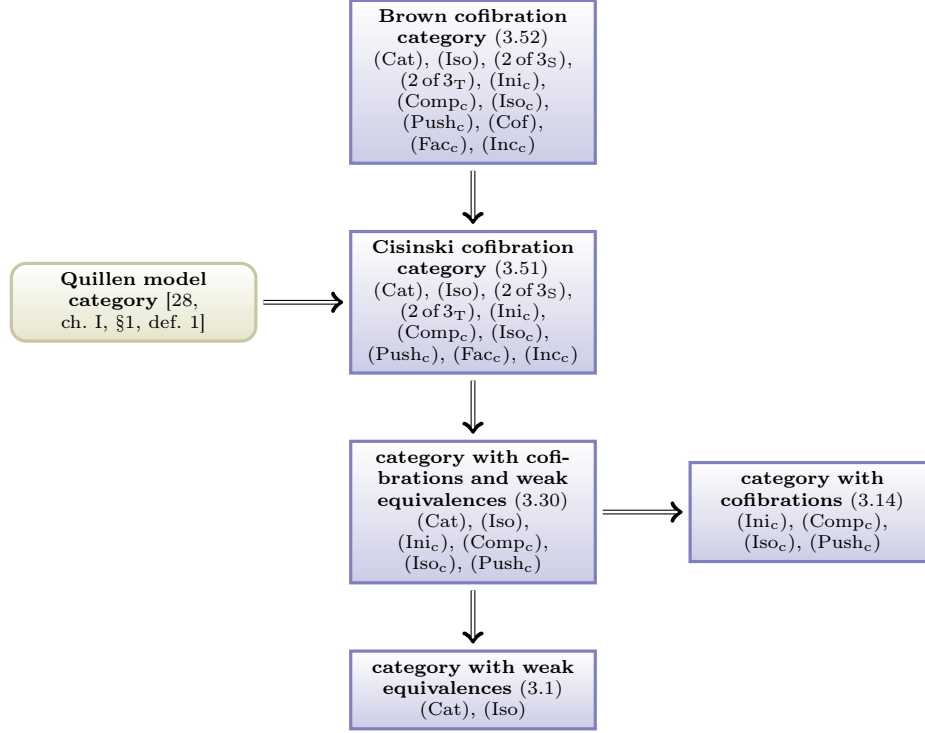 Brown cofibration
category (3.52)
(Cat), (Iso), (2 of 3S),
(2 of 3T), (Inic),
(Compc), (Isoc),
(Pushc), (Cof),
(Facc), (Incc)
Cisinski cofibration
category (3.51)
(Cat), (Iso), (2 of 3S),
(2 of 3T), (Inic),
(Compc), (Isoc),
(Pushc), (Facc), (Incc)
Quillen model
category [28,
ch. I, §1, def. 1]
category with cofi-
brations and weak
equivalences (3.30)
(Cat), (Iso),
(Inic), (Compc),
(Isoc), (Pushc)
category with
cofibrations (3.14)
(Inic), (Compc),
(Isoc), (Pushc)
category with weak
equivalences (3.1)
(Cat), (Iso)